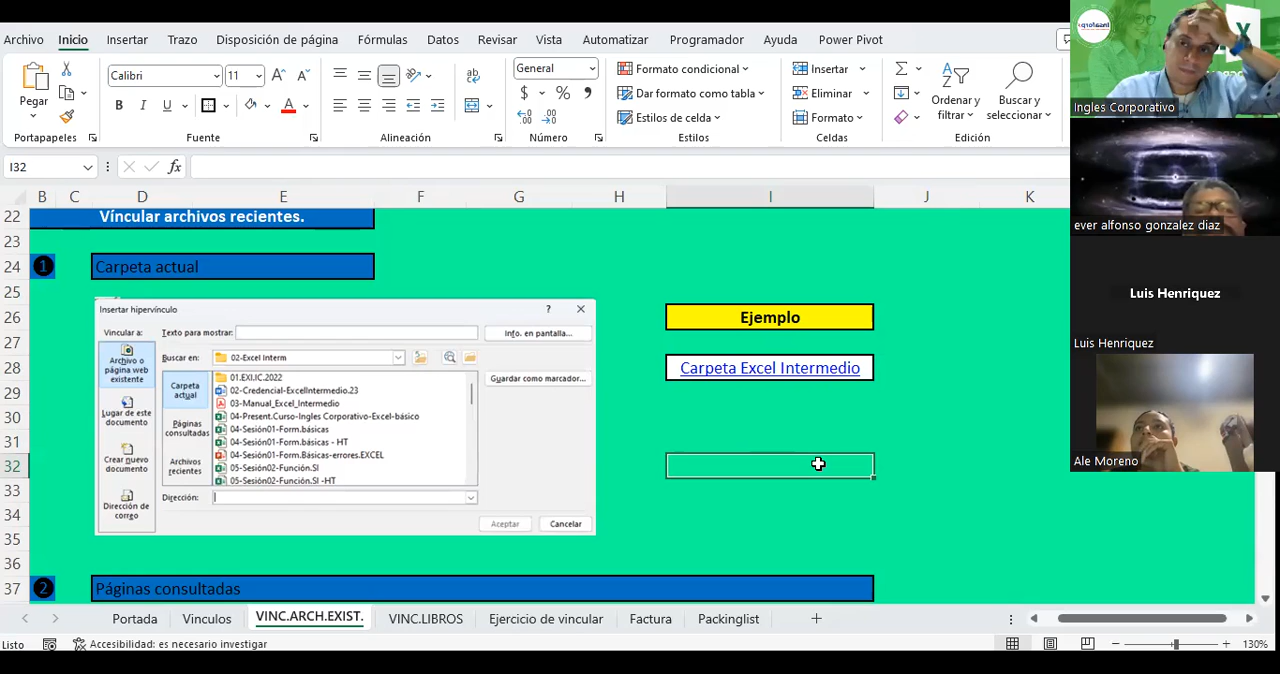 Archivo Inicio Insertar Trazo Disposición de página Datos Revisar Vista Automatizar Programador Ayuda Power Pivot
Calibri 11 General Formato condicional Insertar
Pegar Dar formato como tabla Eliminar Ordenar y filtrar Buscar y seleccionar
Estilos de celda Formato
Portapapeles Fuente Alineación Número Estilos Celdas Edición
I32 fx
B C D E F G H I J K
22 Víncular archivos recientes.
23
24 1 Carpeta actual
25
Insertar hipervínculo ? ×
Vincular a: Texto para mostrar: Info. en pantalla...
Archivo o página web existente
Buscar en: 02-Excel Interm
Carpeta actual
01.EXI.IC.2022
Guardar como marcador...
02-Credencial-ExcelIntermedio.23
03-Manual_Excel_Intermedio
Lugar de este documento
04-Present.Curso-Ingles Corporativo-Excel-básico
Páginas consultadas
04-Sesión01-Form.básicas
04-Sesión01-Form.básicas - HT
Crear nuevo documento
04-Sesión01-Form.Básicas-errores.EXCEL
Archivos recientes
05-Sesión02-Función.SI
05-Sesión02-Función.SI -HT
Dirección de correo
Dirección:
Aceptar Cancelar
26 Ejemplo
27
28 Carpeta Excel Intermedio
29
30
31
32
33
34
35
36
37 2 Páginas consultadas
Portada Vinculos VINC.ARCH.EXIST. VINC.LIBROS Ejercicio de vincular Factura Packinglist
Listo Accesibilidad: es necesario investigar 130%
Ingles Corporativo
ever alfonso gonzalez diaz
Luis Henriquez
Luis Henriquez
Ale Moreno